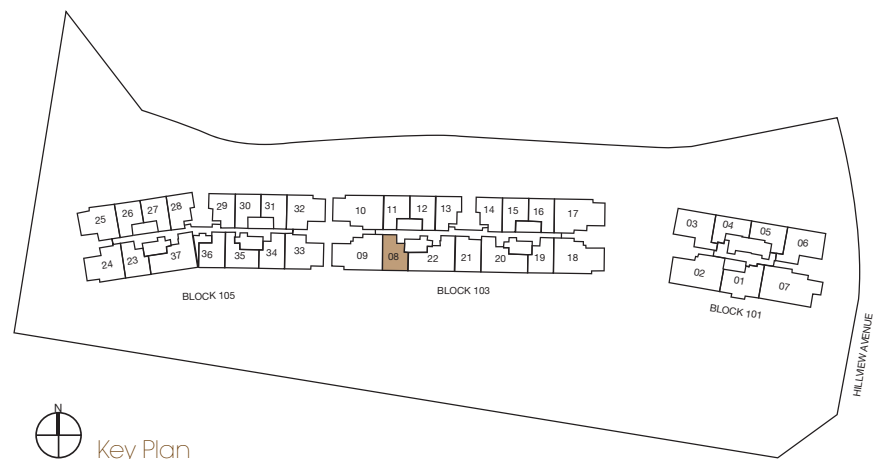 25 26 27 28 29 30 31 32 10 11 12 13 14 15 16 17 03 04 05 06
24 23 37 36 35 34 33 09 08 22 21 20 19 18 02 01 07
BLOCK 105
BLOCK 103
BLOCK 101
HILLVIEW AVENUE
N
Key Plan